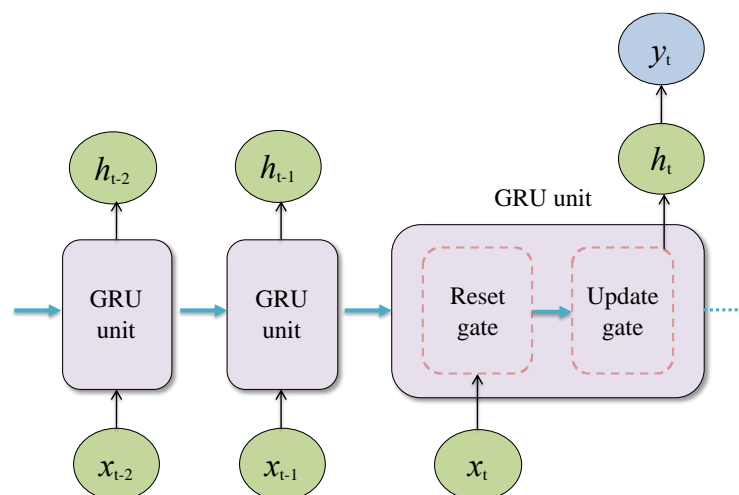 yt
ht
ht-2
ht-1
GRU unit
GRU
unit
GRU
unit
Reset
gate
Update
gate
xt-2
xt-1
xt